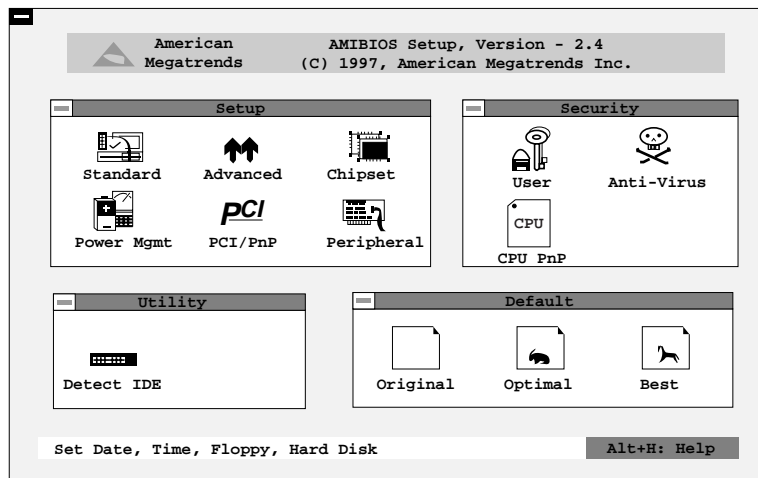 American Megatrends
AMIBIOS Setup, Version - 2.4
(C) 1997, American Megatrends Inc.
Setup
Standard
Advanced
Chipset
Power Mgmt
PCI
PCI/PnP
Peripheral
Security
User
Anti-Virus
CPU
CPU PnP
Utility
Detect IDE
Default
Original
Optimal
Best
Set Date, Time, Floppy, Hard Disk
Alt+H: Help